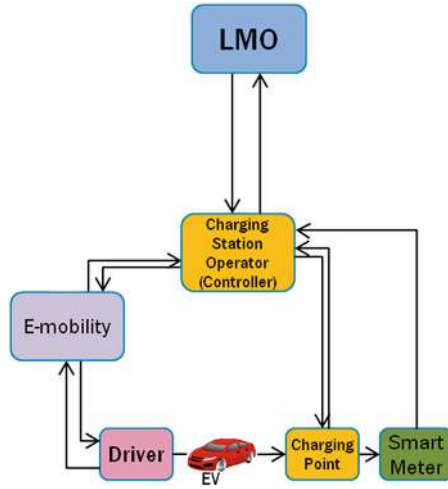 LMO
Charging
Station
Operator
(Controller)
E-mobility
Driver
EV
Charging
Point
Smart
Meter